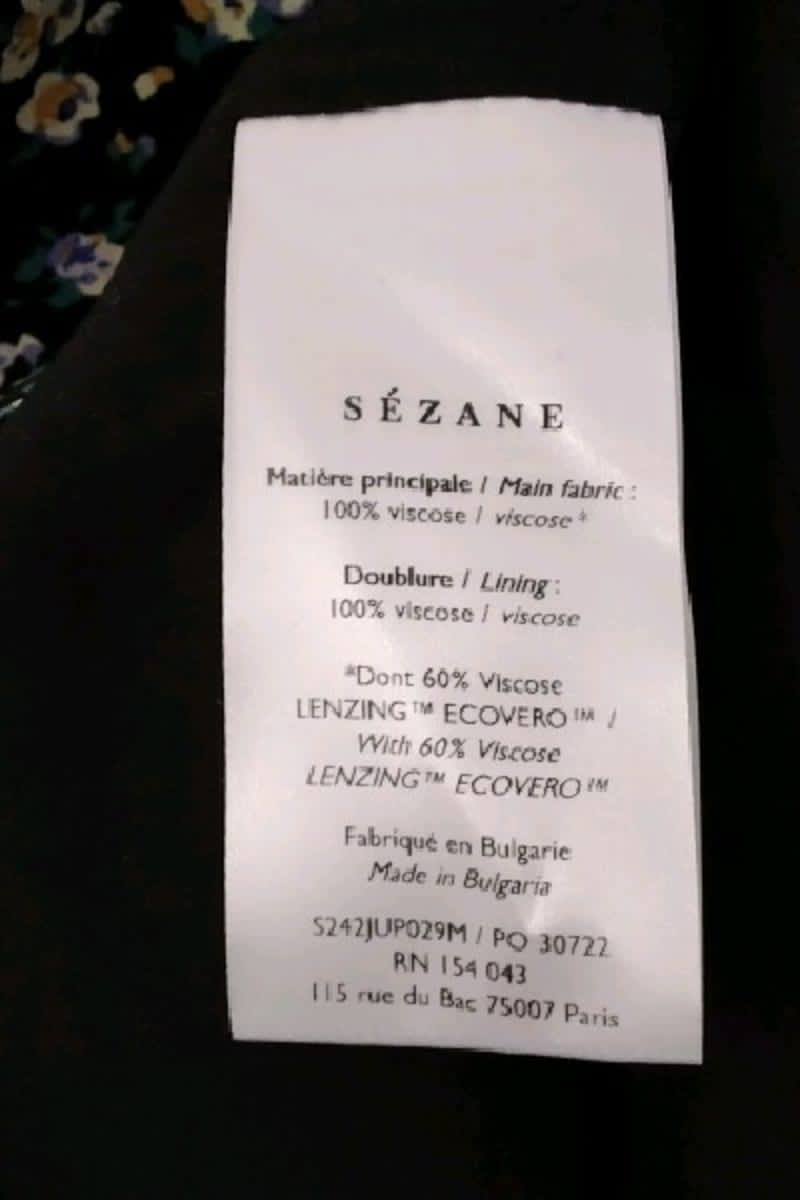 SÉZANE
Matière principale / Main fabric :
100% viscose / viscose *
Doublure / Lining :
100% viscose / viscose
*Dont 60% Viscose
LENZING™ ECOVERO™ /
With 60% Viscose
LENZING™ ECOVERO™
Fabriqué en Bulgarie
Made in Bulgaria
S242JUP029M / PO 30722
RN 154 043
115 rue du Bac 75007 Paris